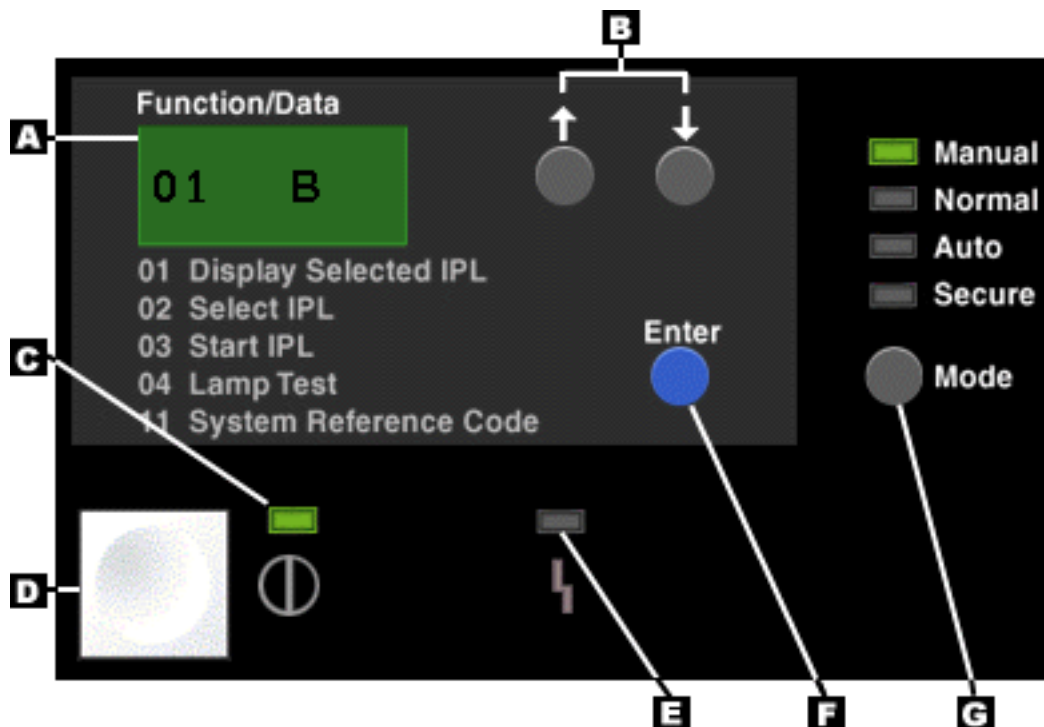 B
Function/Data
A
01 B
Manual
Normal
Auto
Secure
01 Display Selected IPL
02 Select IPL
03 Start IPL
04 Lamp Test
11 System Reference Code
Enter
Mode
C
D
E
F
G